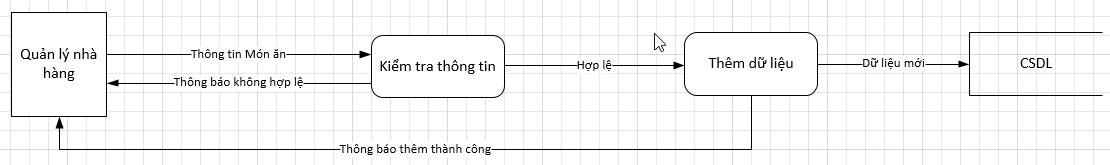 Quản lý nhà
hàng
Thông tin Món ăn
Thông báo không hợp lệ
Kiểm tra thông tin
Hợp lệ
Thêm dữ liệu
Dữ liệu mới
CSDL
Thông báo thêm thành công